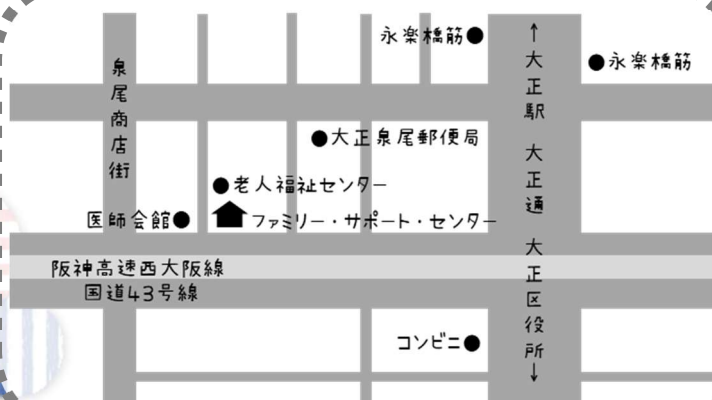 永楽橋筋
永楽橋筋
↑大正駅 大正通 大正区役所↓
泉尾商店街
大正泉尾郵便局
老人福祉センター
医師会館
ファミリー・サポート・センター
阪神高速西大阪線
国道43号線
コンビニ